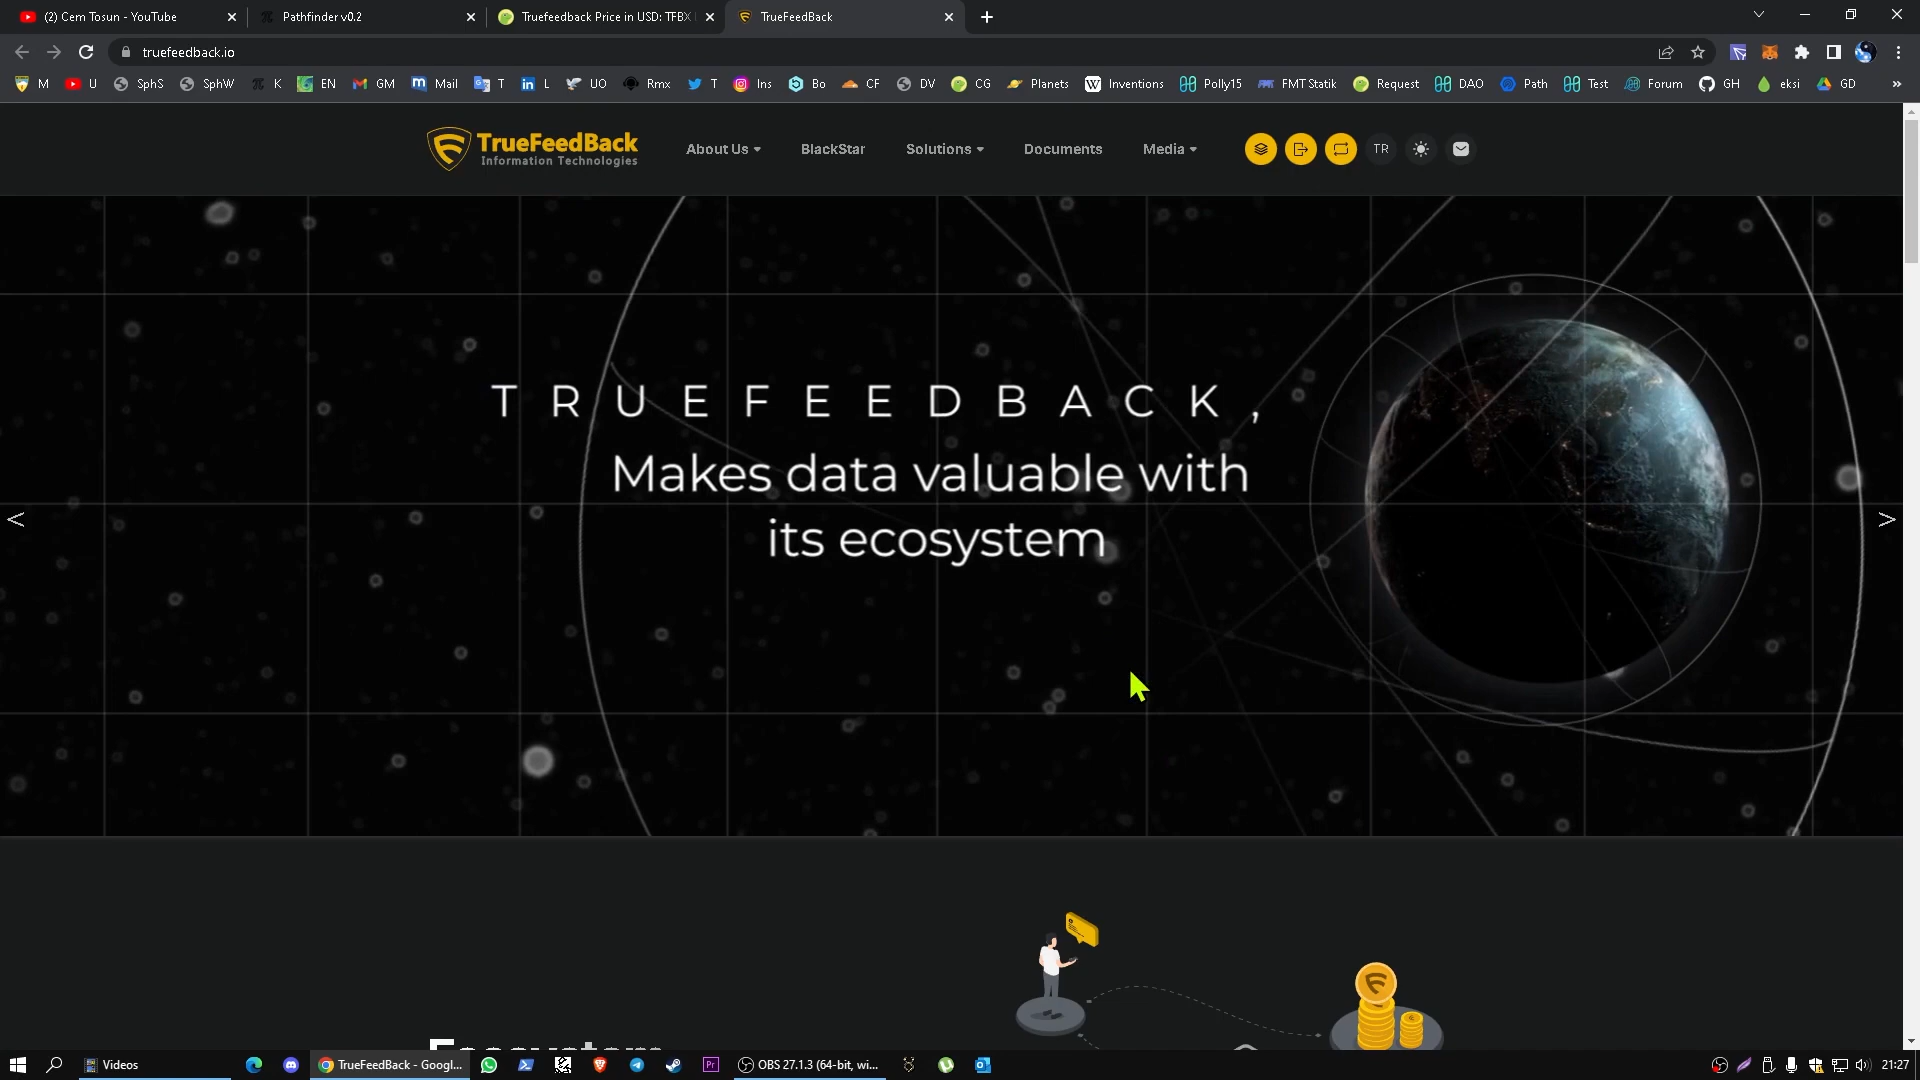 (2) Cem Tosun - YouTube
Pathfinder v0.2
Truefeedback Price in USD: TFBX
TrueFeedBack
truefeedback.io
M U SphS SphW K EN GM Mail T L UO Rmx T Ins Bo CF DV CG Planets Inventions Polly15 FMT Statik Request DAO Path Test Forum GH eksi GD »
TrueFeedBack
Information Technologies
About Us BlackStar Solutions Documents Media TR
TRUEFEEDBACK,
Makes data valuable with
its ecosystem
< >
Videos
TrueFeedBack - Googl...
OBS 27.1.3 (64-bit, wi...
21:27